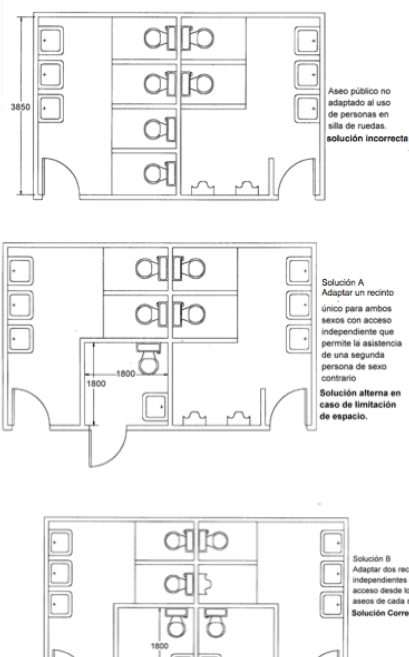 3850
Aseo público no
adaptado al uso
de personas en
silla de ruedas.
solución incorrecta
Solución A
Adaptar un recinto
único para ambos
sexos con acceso
independiente que
permite la asistencia
de una segunda
persona de sexo
contrario
Solución alterna en
caso de limitación
de espacio.
1800
1800
Solución B
Adaptar dos rec
independientes
acceso desde lo
aseos de cada s
Solución Corre
1800